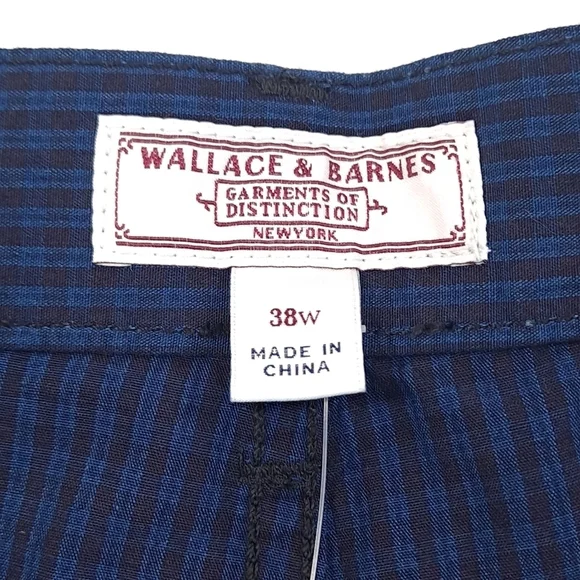 WALLACE & BARNES
GARMENTS OF
DISTINCTION
NEWYORK
38W
MADE IN
CHINA